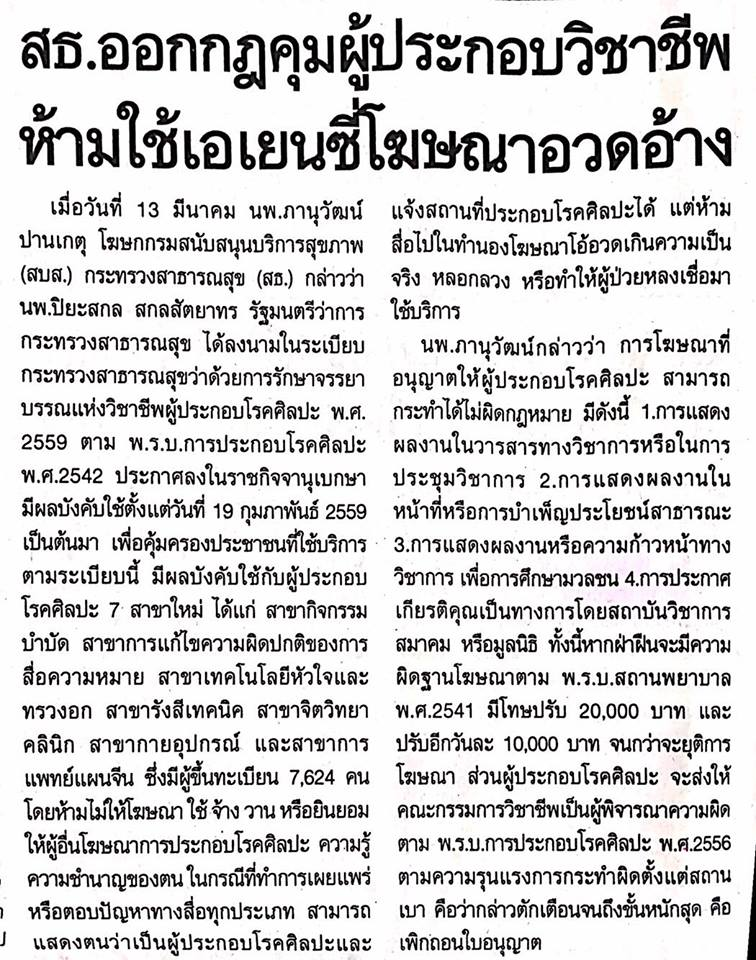 สธ.ออกกฎคุมผู้ประกอบวิชาชีพ
ห้ามใช้เอเยนซี่โฆษณาอวดอ้าง
เมื่อวันที่ 13 มีนาคม นพ.ภานุวัฒน์
ปานเกตุ โฆษกกรมสนับสนุนบริการสุขภาพ
(สบส.) กระทรวงสาธารณสุข (สธ.) กล่าวว่า
นพ.ปิยะสกล สกลสัตยาทร รัฐมนตรีว่าการ
กระทรวงสาธารณสุข ได้ลงนามในระเบียบ
กระทรวงสาธารณสุขว่าด้วยการรักษาจรรยา
บรรณแห่งวิชาชีพผู้ประกอบโรคศิลปะ พ.ศ.
2559 ตาม พ.ร.บ.การประกอบโรคศิลปะ
พ.ศ.2542 ประกาศลงในราชกิจจานุเบกษา
มีผลบังคับใช้ตั้งแต่วันที่ 19 กุมภาพันธ์ 2559
เป็นต้นมา เพื่อคุ้มครองประชาชนที่ใช้บริการ
ตามระเบียบนี้ มีผลบังคับใช้กับผู้ประกอบ
โรคศิลปะ 7 สาขาใหม่ ได้แก่ สาขากิจกรรม
บำบัด สาขาการแก้ไขความผิดปกติของการ
สื่อความหมาย สาขาเทคโนโลยีหัวใจและ
ทรวงอก สาขารังสีเทคนิค สาขาจิตวิทยา
คลินิก สาขากายอุปกรณ์ และสาขาการ
แพทย์แผนจีน ซึ่งมีผู้ขึ้นทะเบียน 7,624 คน
โดยห้ามไม่ให้โฆษณา ใช้ จ้าง วาน หรือยินยอม
ให้ผู้อื่นโฆษณาการประกอบโรคศิลปะ ความรู้
ความชำนาญของตน ในกรณีที่ทำการเผยแพร่
หรือตอบปัญหาทางสื่อทุกประเภท สามารถ
แสดงตนว่าเป็นผู้ประกอบโรคศิลปะและ
แจ้งสถานที่ประกอบโรคศิลปะได้ แต่ห้าม
สื่อไปในทำนองโฆษณาโอ้อวดเกินความเป็น
จริง หลอกลวง หรือทำให้ผู้ป่วยหลงเชื่อมา
ใช้บริการ
นพ.ภานุวัฒน์กล่าวว่า การโฆษณาที่
อนุญาตให้ผู้ประกอบโรคศิลปะ สามารถ
กระทำได้ไม่ผิดกฎหมาย มีดังนี้ 1.การแสดง
ผลงานในวารสารทางวิชาการหรือในการ
ประชุมวิชาการ 2.การแสดงผลงานใน
หน้าที่หรือการบำเพ็ญประโยชน์สาธารณะ
3.การแสดงผลงานหรือความก้าวหน้าทาง
วิชาการ เพื่อการศึกษามวลชน 4.การประกาศ
เกียรติคุณเป็นทางการโดยสถาบันวิชาการ
สมาคม หรือมูลนิธิ ทั้งนี้หากฝ่าฝืนจะมีความ
ผิดฐานโฆษณาตาม พ.ร.บ.สถานพยาบาล
พ.ศ.2541 มีโทษปรับ 20,000 บาท และ
ปรับอีกวันละ 10,000 บาท จนกว่าจะยุติการ
โฆษณา ส่วนผู้ประกอบโรคศิลปะ จะส่งให้
คณะกรรมการวิชาชีพเป็นผู้พิจารณาความผิด
ตาม พ.ร.บ.การประกอบโรคศิลปะ พ.ศ.2556
ตามความรุนแรงการกระทำผิดตั้งแต่สถาน
เบา คือว่ากล่าวตักเตือนจนถึงขั้นหนักสุด คือ
เพิกถอนใบอนุญาต